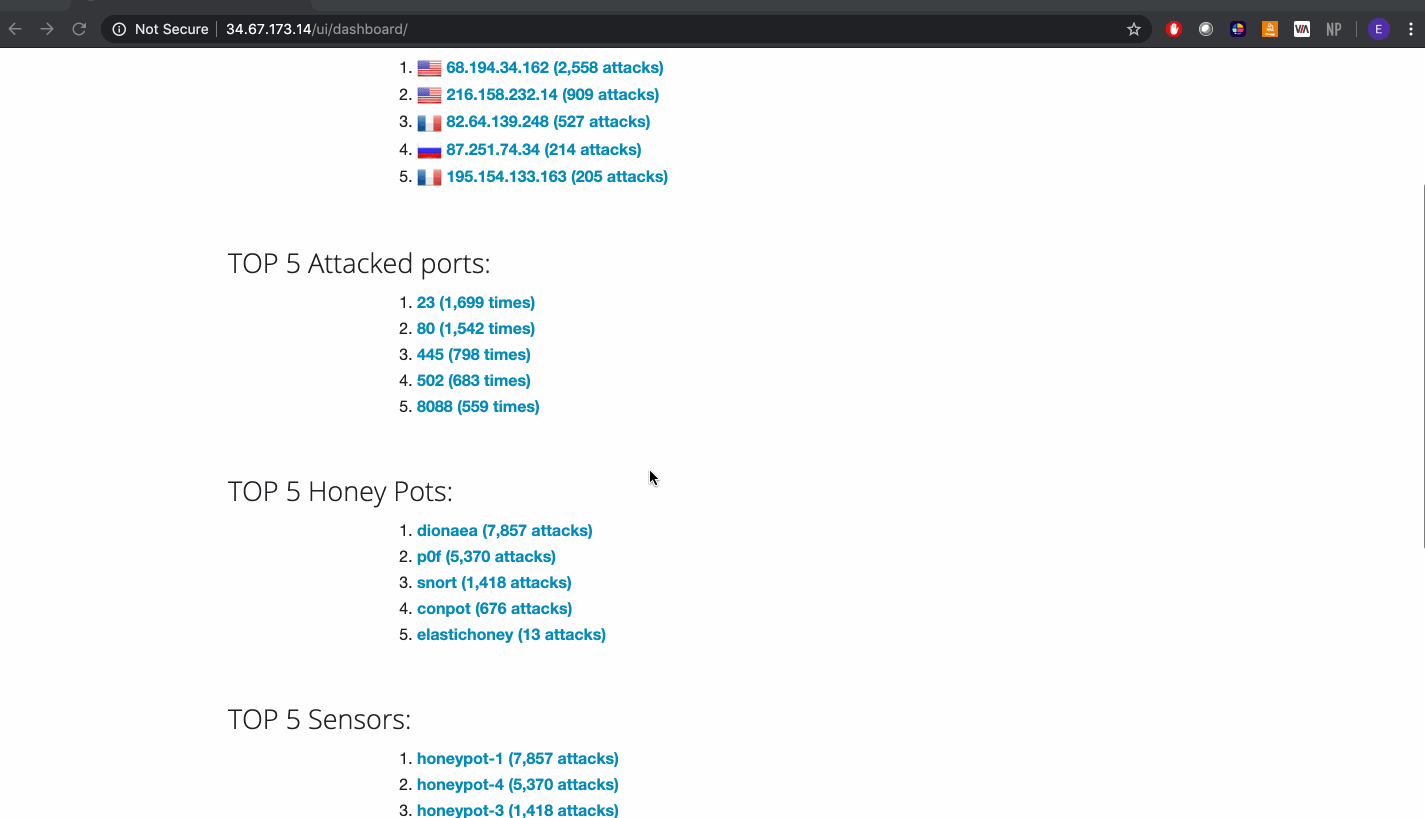 Not Secure 34.67.173.14/ui/dashboard/
VIA
NP
E
1. 68.194.34.162 (2,558 attacks)
2. 216.158.232.14 (909 attacks)
3. 82.64.139.248 (527 attacks)
4. 87.251.74.34 (214 attacks)
5. 195.154.133.163 (205 attacks)
TOP 5 Attacked ports:
1. 23 (1,699 times)
2. 80 (1,542 times)
3. 445 (798 times)
4. 502 (683 times)
5. 8088 (559 times)
TOP 5 Honey Pots:
1. dionaea (7,857 attacks)
2. p0f (5,370 attacks)
3. snort (1,418 attacks)
4. conpot (676 attacks)
5. elastichoney (13 attacks)
TOP 5 Sensors:
1. honeypot-1 (7,857 attacks)
2. honeypot-4 (5,370 attacks)
3. honeypot-3 (1,418 attacks)